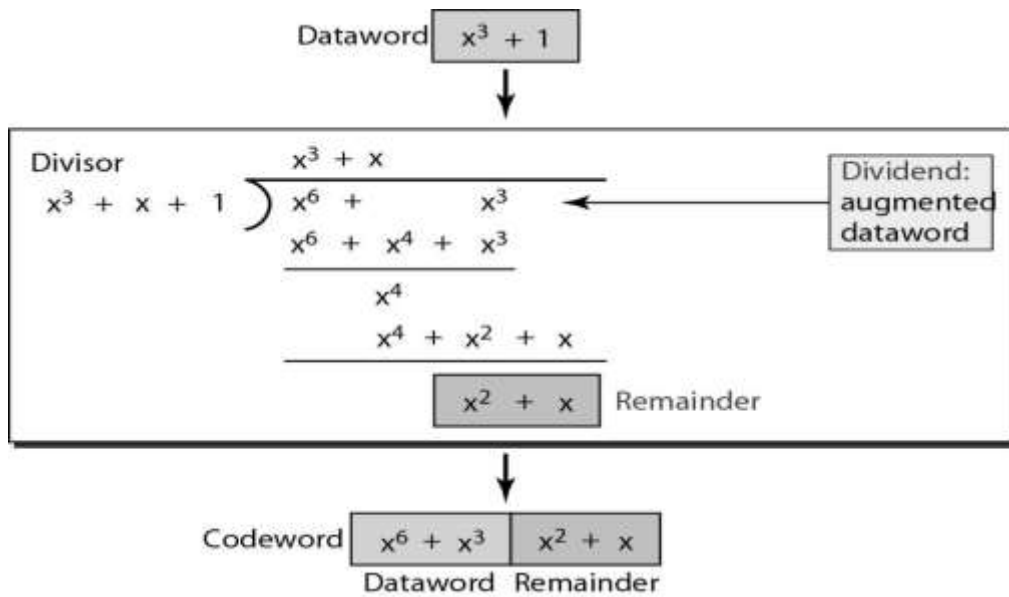 Dataword x³ + 1
Divisor
x³ + x
x³ + x + 1
x⁶ + x³
x⁶ + x⁴ + x³
x⁴
x⁴ + x² + x
x² + x Remainder
Dividend:
augmented
dataword
Codeword x⁶ + x³ x² + x
Dataword Remainder